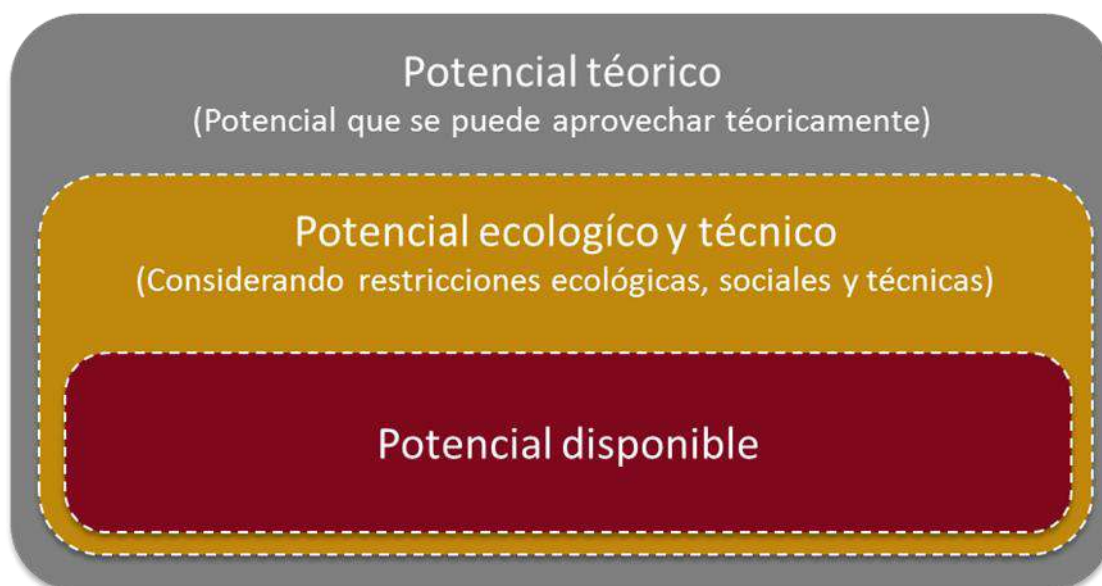 Potencial téorico
(Potencial que se puede aprovechar téoricamente)
Potencial ecologíco y técnico
(Considerando restricciones ecológicas, sociales y técnicas)
Potencial disponible